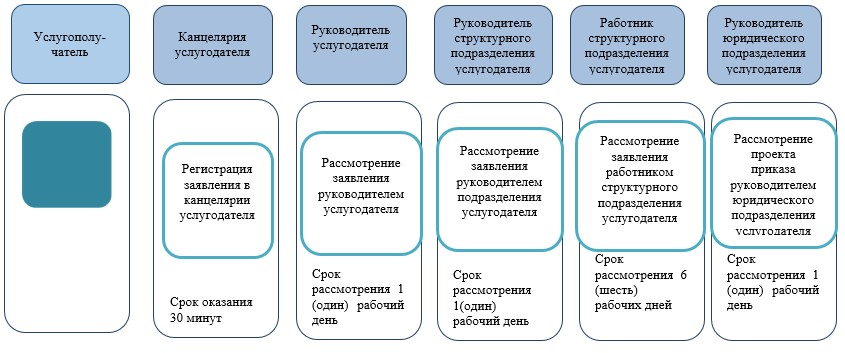 Услугополу-
чатель
Канцелярия
услугодателя
Руководитель
услугодателя
Руководитель
структурного
подразделения
услугодателя
Работник
структурного
подразделения
услугодателя
Руководитель
юридического
подразделения
услугодателя
Регистрация
заявления в
канцелярии
услугодателя
Срок оказания
30 минут
Рассмотрение
заявления
руководителем
услугодателя
Срок
рассмотрения 1
(один) рабочий
день
Рассмотрение
заявления
руководителем
подразделения
услугодателя
Срок
рассмотрения
1(один)
рабочий день
Рассмотрение
заявления
работником
структурного
подразделения
услугодателя
Срок
рассмотрения 6
(шесть)
рабочих дней
Рассмотрение
проекта
приказа
руководителем
юридического
подразделения
услугодателя
Срок
рассмотрения 1
(один) рабочий
день